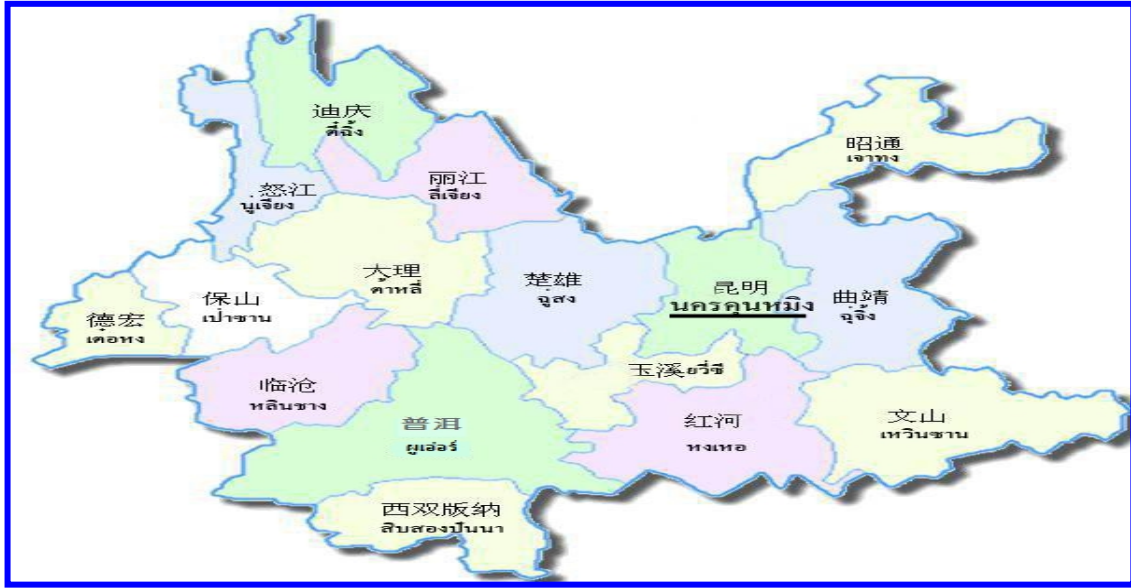 迪庆
ตี๋ฉิ้ง
昭通
เจาทง
丽江
ลี่เจียง
怒江
นู่เจียง
大理
ต้าหลี่
楚雄
ฉู่สง
昆明
นครคุนหมิง
曲靖
ฉวี่จิ้ง
保山
เป่าซาน
德宏
เต๋อหง
玉溪 ยวี่ซี
临沧
หลินชาง
普洱
ผูเอ่อร์
红河
หงเหอ
文山
เหวินซาน
西双版纳
สิบสองปันนา